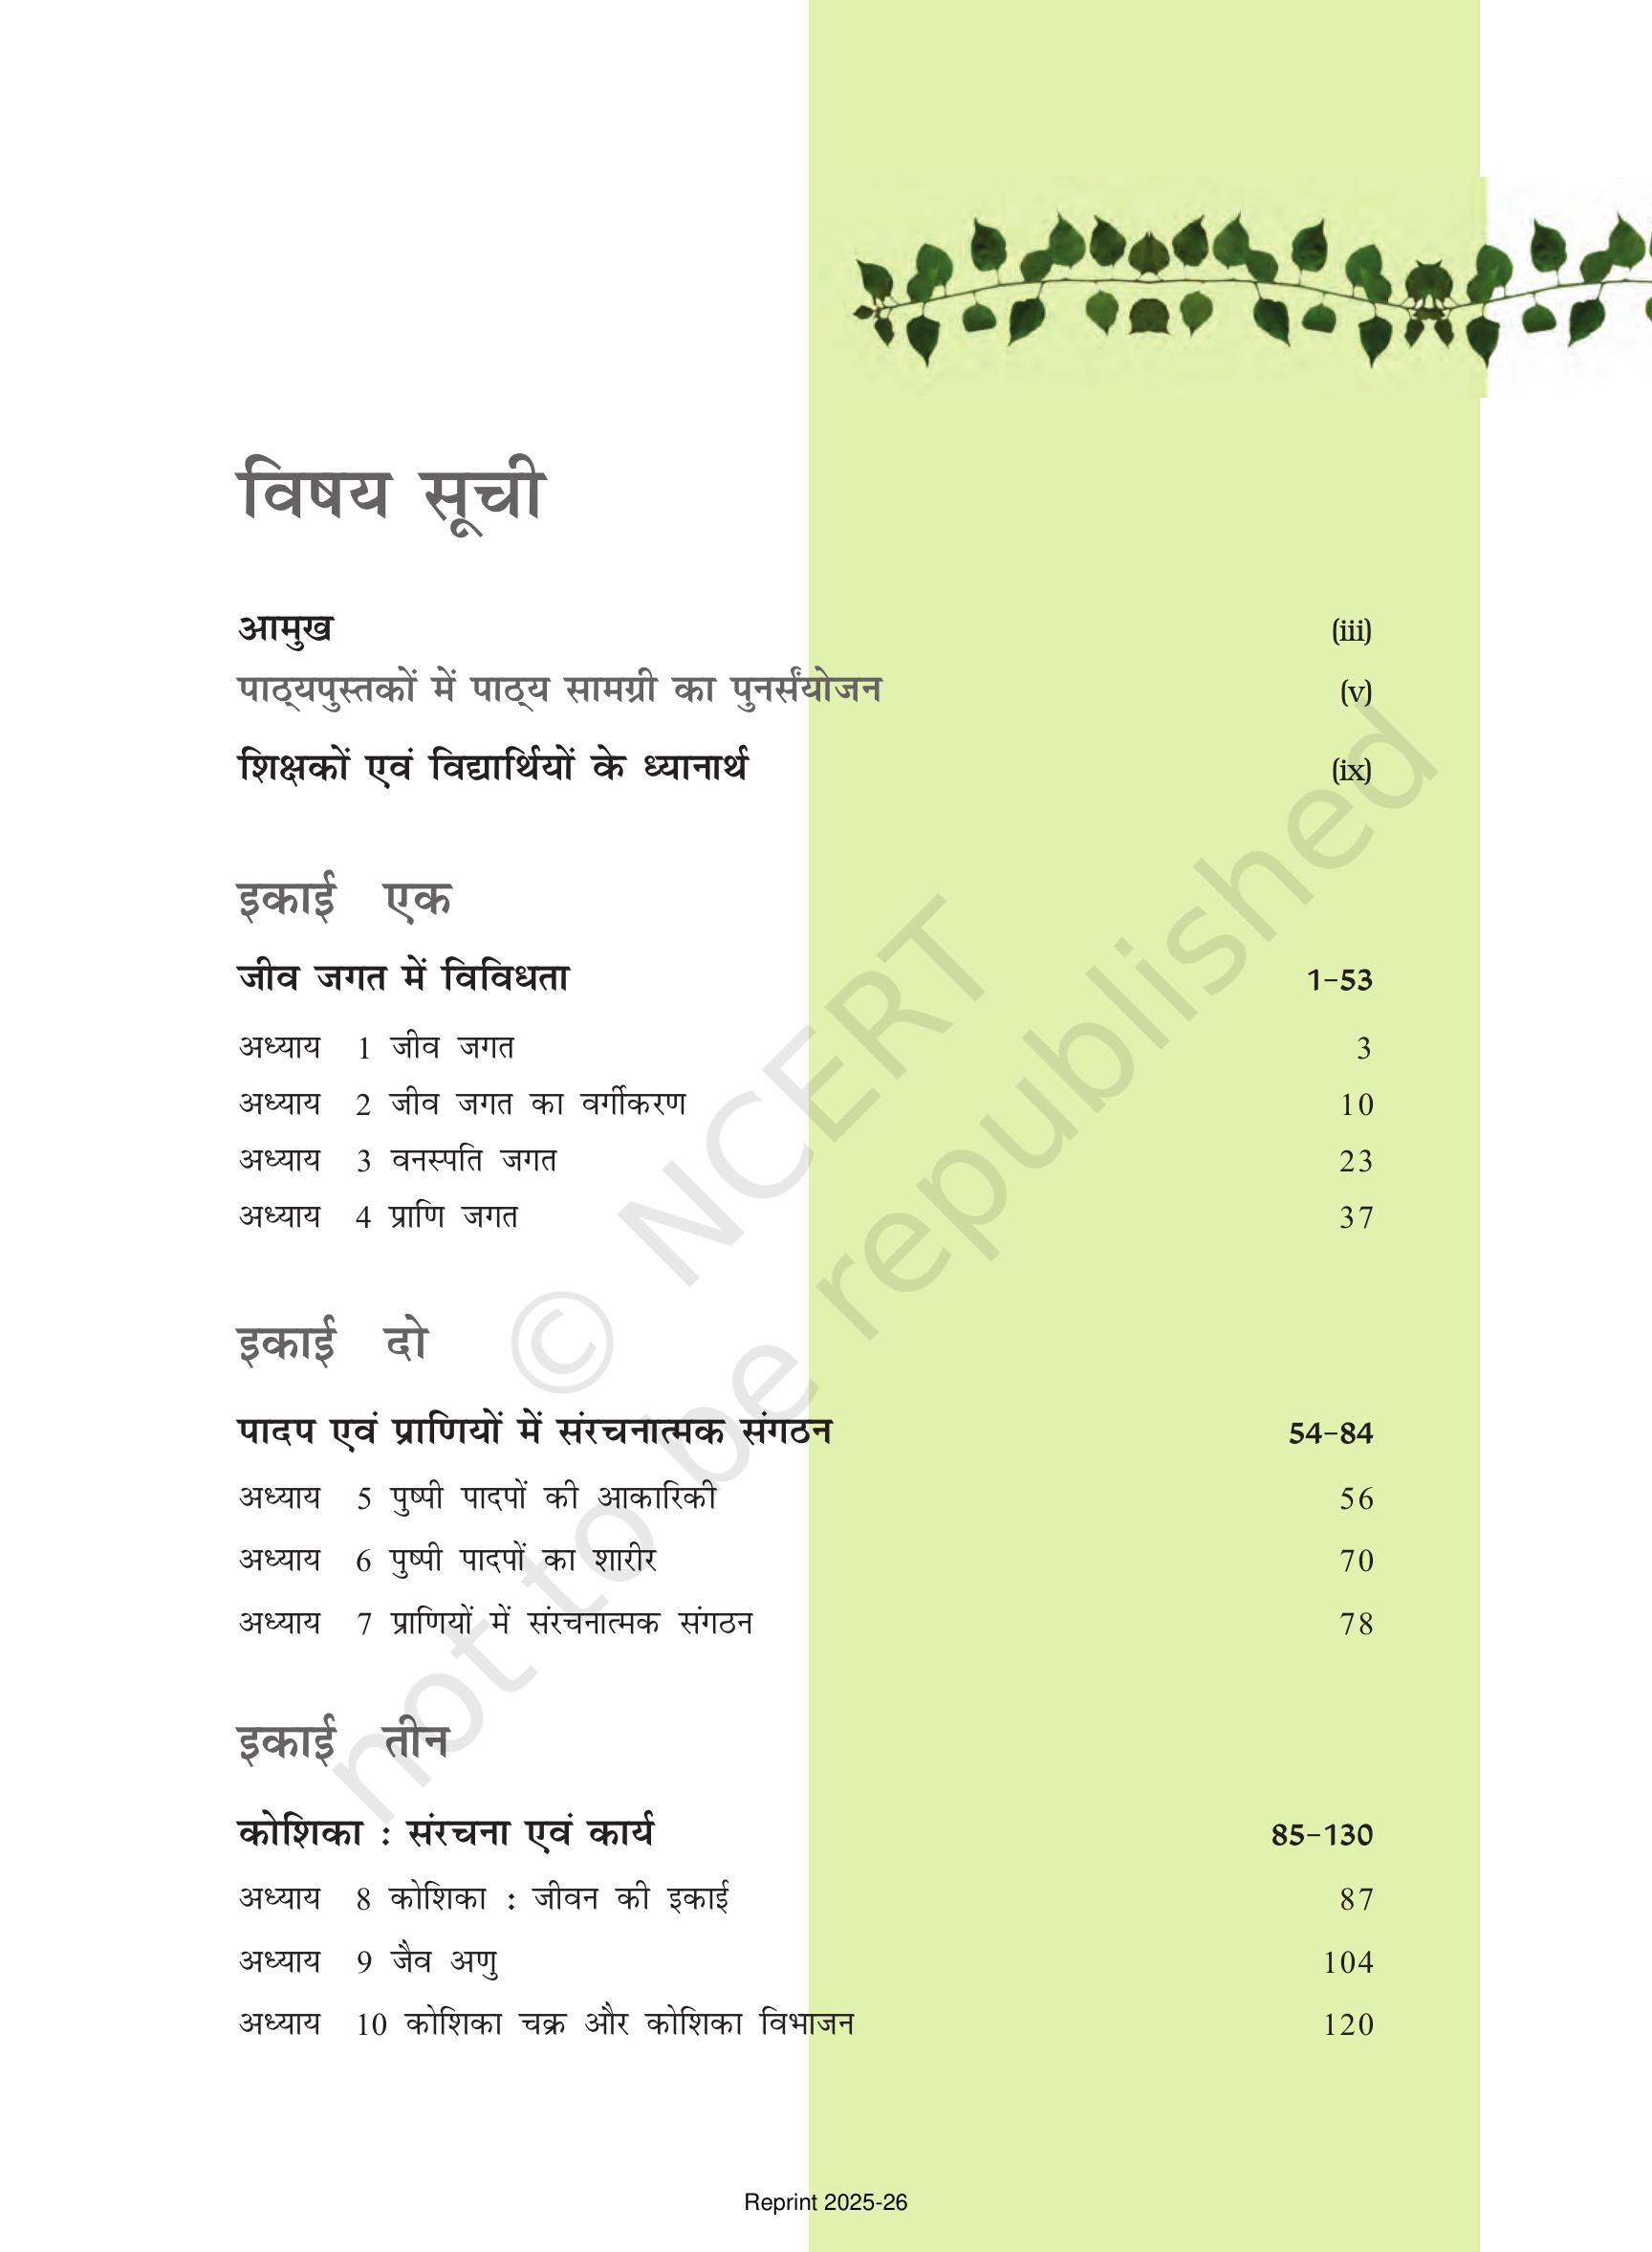 विषय सूची
आमुख (iii)
पाठ्यपुस्तकों में पाठ्य सामग्री का पुनर्संयोजन (v)
शिक्षकों एवं विद्यार्थियों के ध्यानार्थ (ix)
इकाई एक
जीव जगत में विविधता 1–53
अध्याय 1 जीव जगत 3
अध्याय 2 जीव जगत का वर्गीकरण 10
अध्याय 3 वनस्पति जगत 23
अध्याय 4 प्राणि जगत 37
इकाई दो
पादप एवं प्राणियों में संरचनात्मक संगठन 54–84
अध्याय 5 पुष्पी पादपों की आकारिकी 56
अध्याय 6 पुष्पी पादपों का शारीर 70
अध्याय 7 प्राणियों में संरचनात्मक संगठन 78
इकाई तीन
कोशिका : संरचना एवं कार्य 85–130
अध्याय 8 कोशिका : जीवन की इकाई 87
अध्याय 9 जैव अणु 104
अध्याय 10 कोशिका चक्र और कोशिका विभाजन 120
© NCERT
not to be republished
Reprint 2025-26